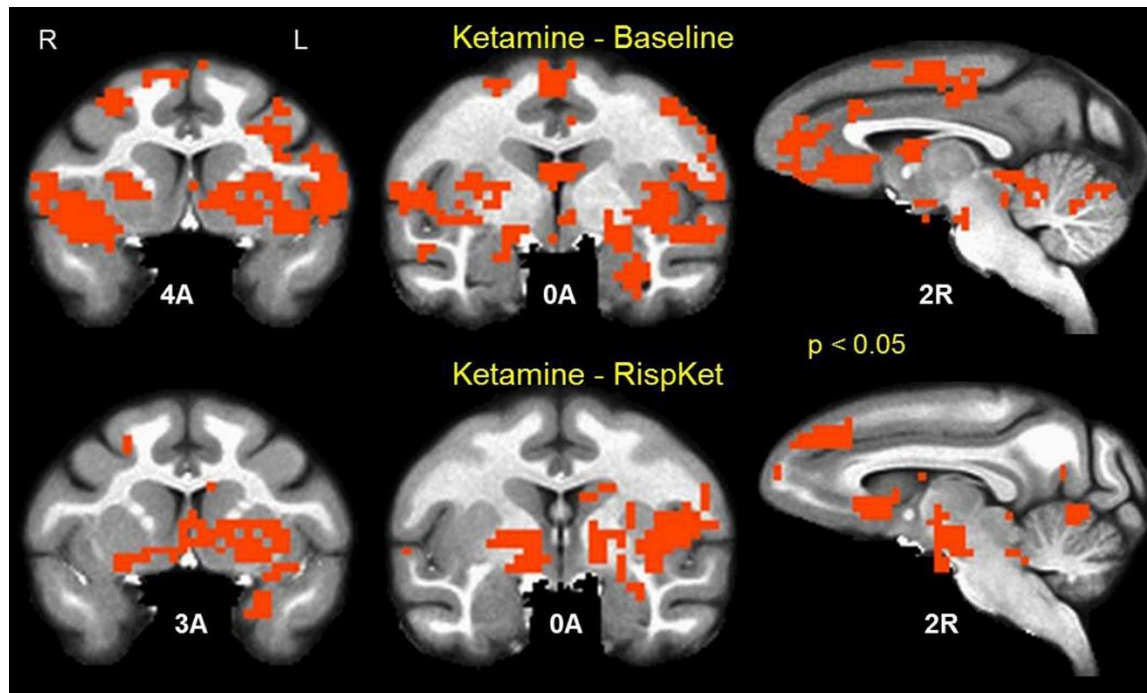 R
L
Ketamine - Baseline
4A
0A
2R
p < 0.05
Ketamine - RispKet
3A
0A
2R